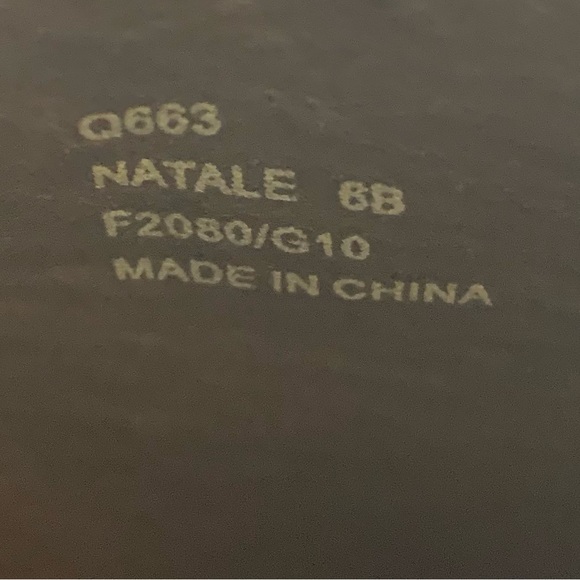 Q663
NATALE 6B
F2080/G10
MADE IN CHINA